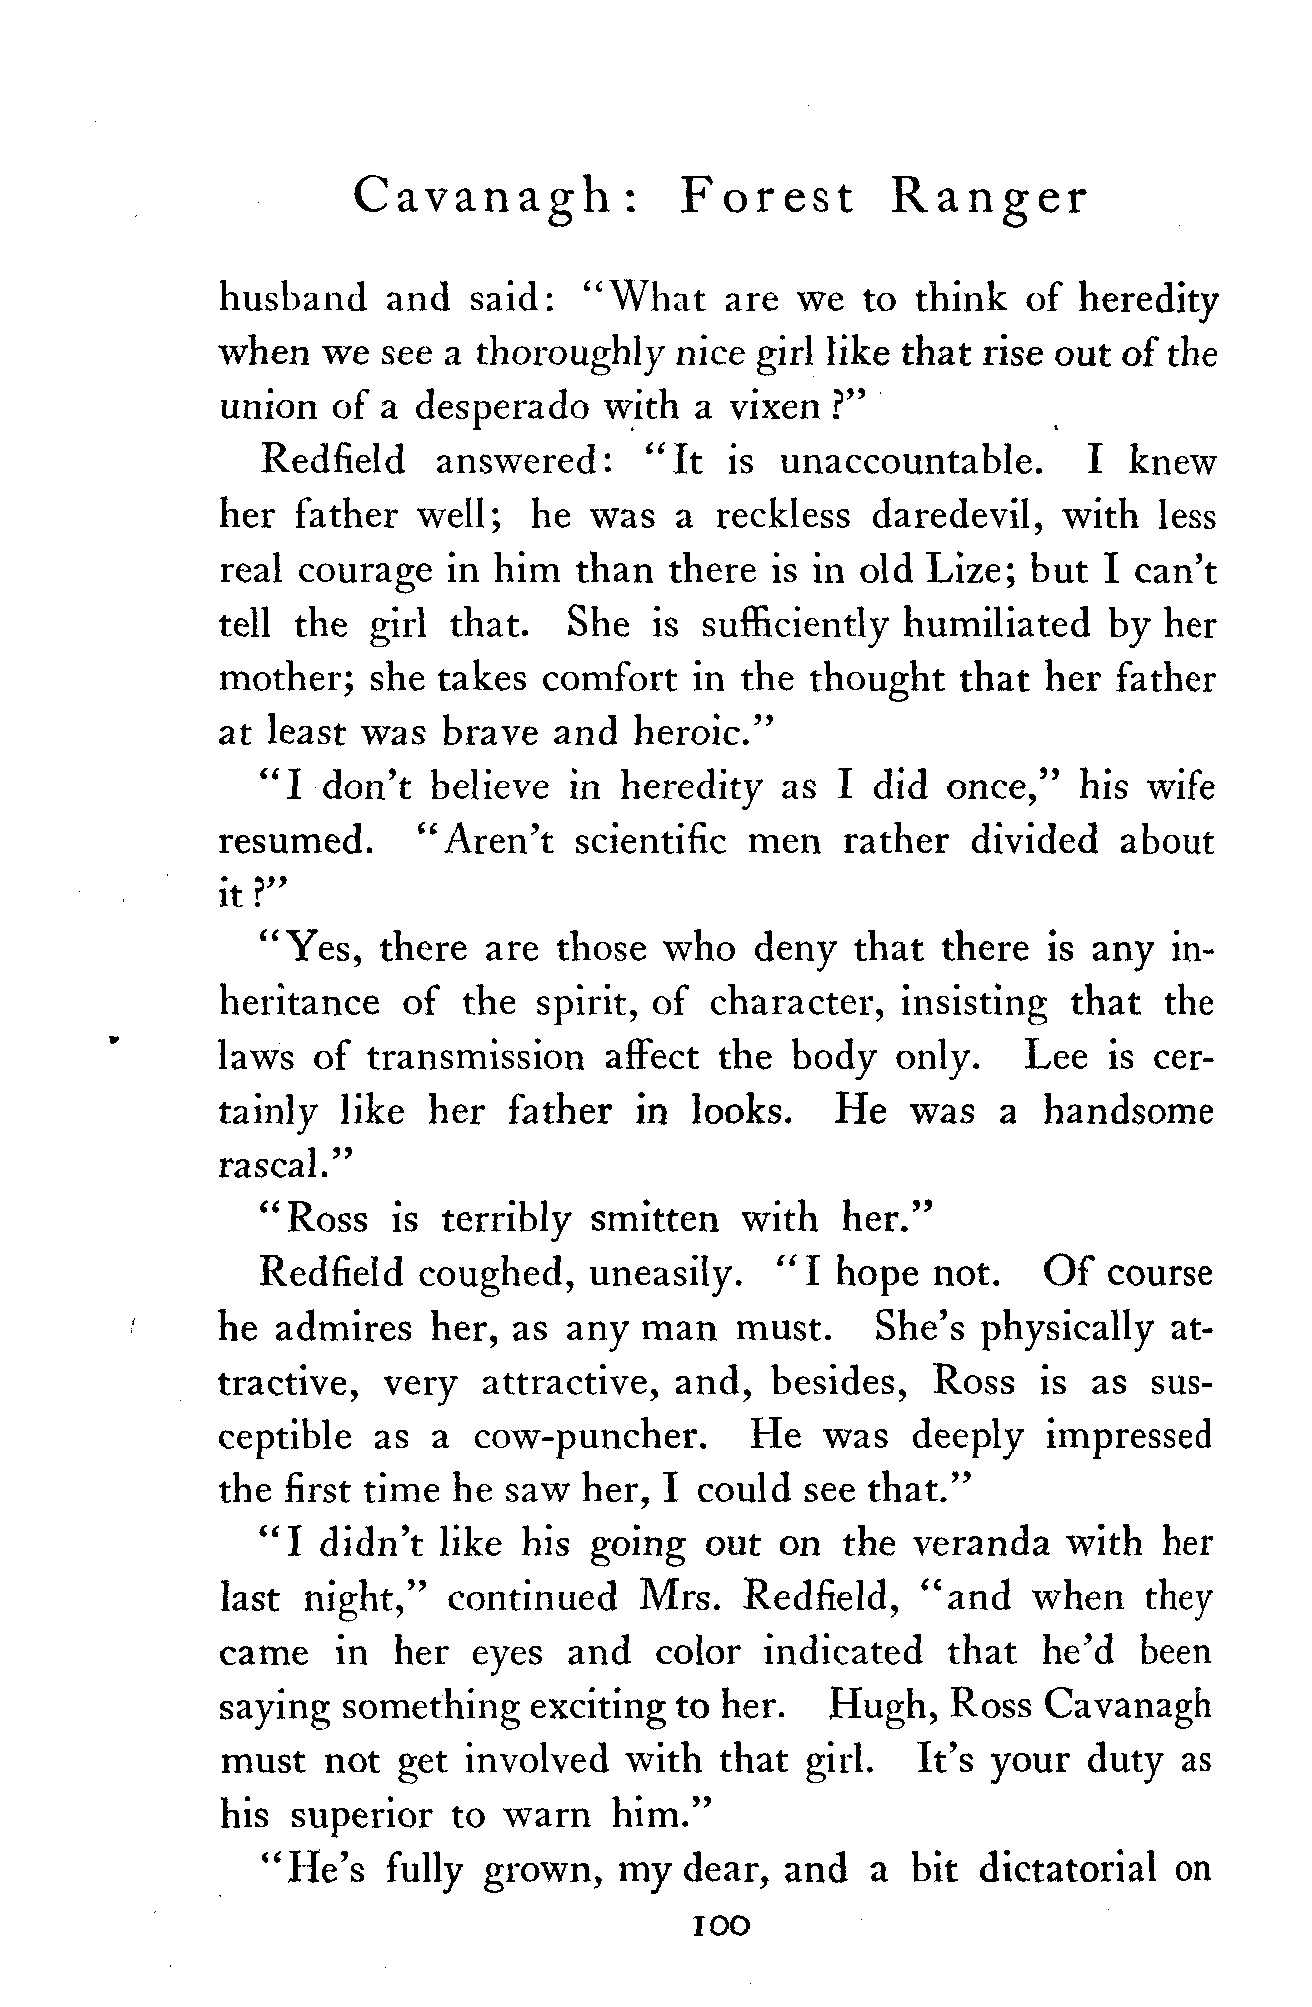 Cavanagh: Forest Ranger
husband and said: "What are we to think of heredity
when we see a thoroughly nice girl like that rise out of the
union of a desperado with a vixen?"
Redfield answered: "It is unaccountable. I knew
her father well; he was a reckless daredevil, with less
real courage in him than there is in old Lize; but I can't
tell the girl that. She is sufficiently humiliated by her
mother; she takes comfort in the thought that her father
at least was brave and heroic."
"I don't believe in heredity as I did once," his wife
resumed. "Aren't scientific men rather divided about
it?"
"Yes, there are those who deny that there is any in-
heritance of the spirit, of character, insisting that the
laws of transmission affect the body only. Lee is cer-
tainly like her father in looks. He was a handsome
rascal."
"Ross is terribly smitten with her."
Redfield coughed, uneasily. "I hope not. Of course
he admires her, as any man must. She's physically at-
tractive, very attractive, and, besides, Ross is as sus-
ceptible as a cow-puncher. He was deeply impressed
the first time he saw her, I could see that."
"I didn't like his going out on the veranda with her
last night," continued Mrs. Redfield, "and when they
came in her eyes and color indicated that he'd been
saying something exciting to her. Hugh, Ross Cavanagh
must not get involved with that girl. It's your duty as
his superior to warn him."
"He's fully grown, my dear, and a bit dictatorial on
100